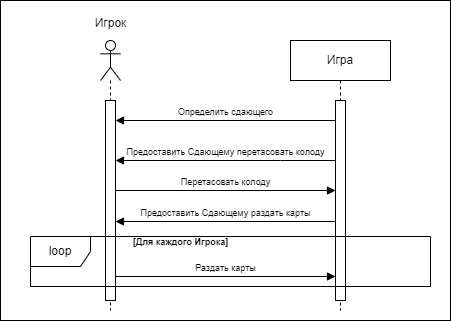 Игрок
Игра
Определить сдающего
Предоставить Сдающему перетасовать колоду
Перетасовать колоду
Предоставить Сдающему раздать карты
loop
[Для каждого Игрока]
Раздать карты